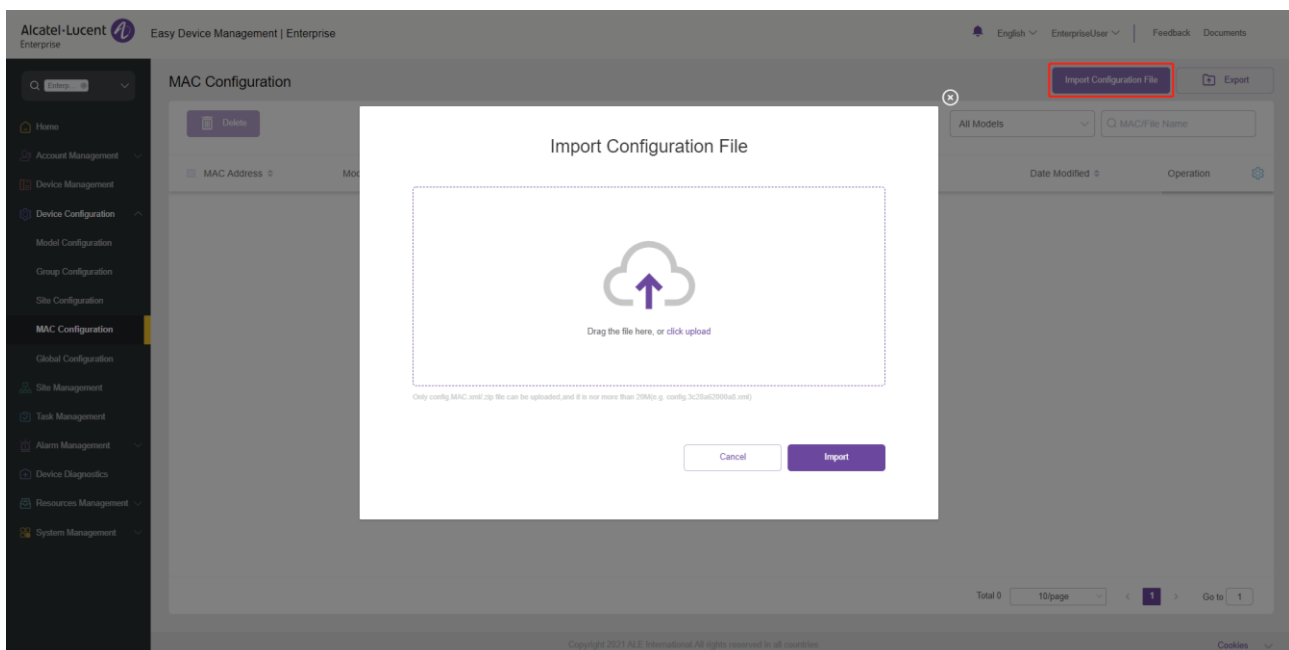 Alcatel-Lucent
Enterprise
Easy Device Management | Enterprise
English
EnterpriseUser
Feedback
Documents
Enterp...
MAC Configuration
Import Configuration File
Export
Home
Account Management
Device Management
Device Configuration
Model Configuration
Group Configuration
Site Configuration
MAC Configuration
Global Configuration
Site Management
Task Management
Alarm Management
Device Diagnostics
Resources Management
System Management
Delete
All Models
MAC/File Name
MAC Address
Mod
Date Modified
Operation
Import Configuration File
Drag the file here, or click upload
Only config.MAC.xml/.zip file can be uploaded,and it is nor more than 20M(e.g. config.3c28a62000a8.xml)
Cancel
Import
Total 0
10/page
1
Go to
1
Copyright 2021 ALE International All rights reserved in all countries
Cookies